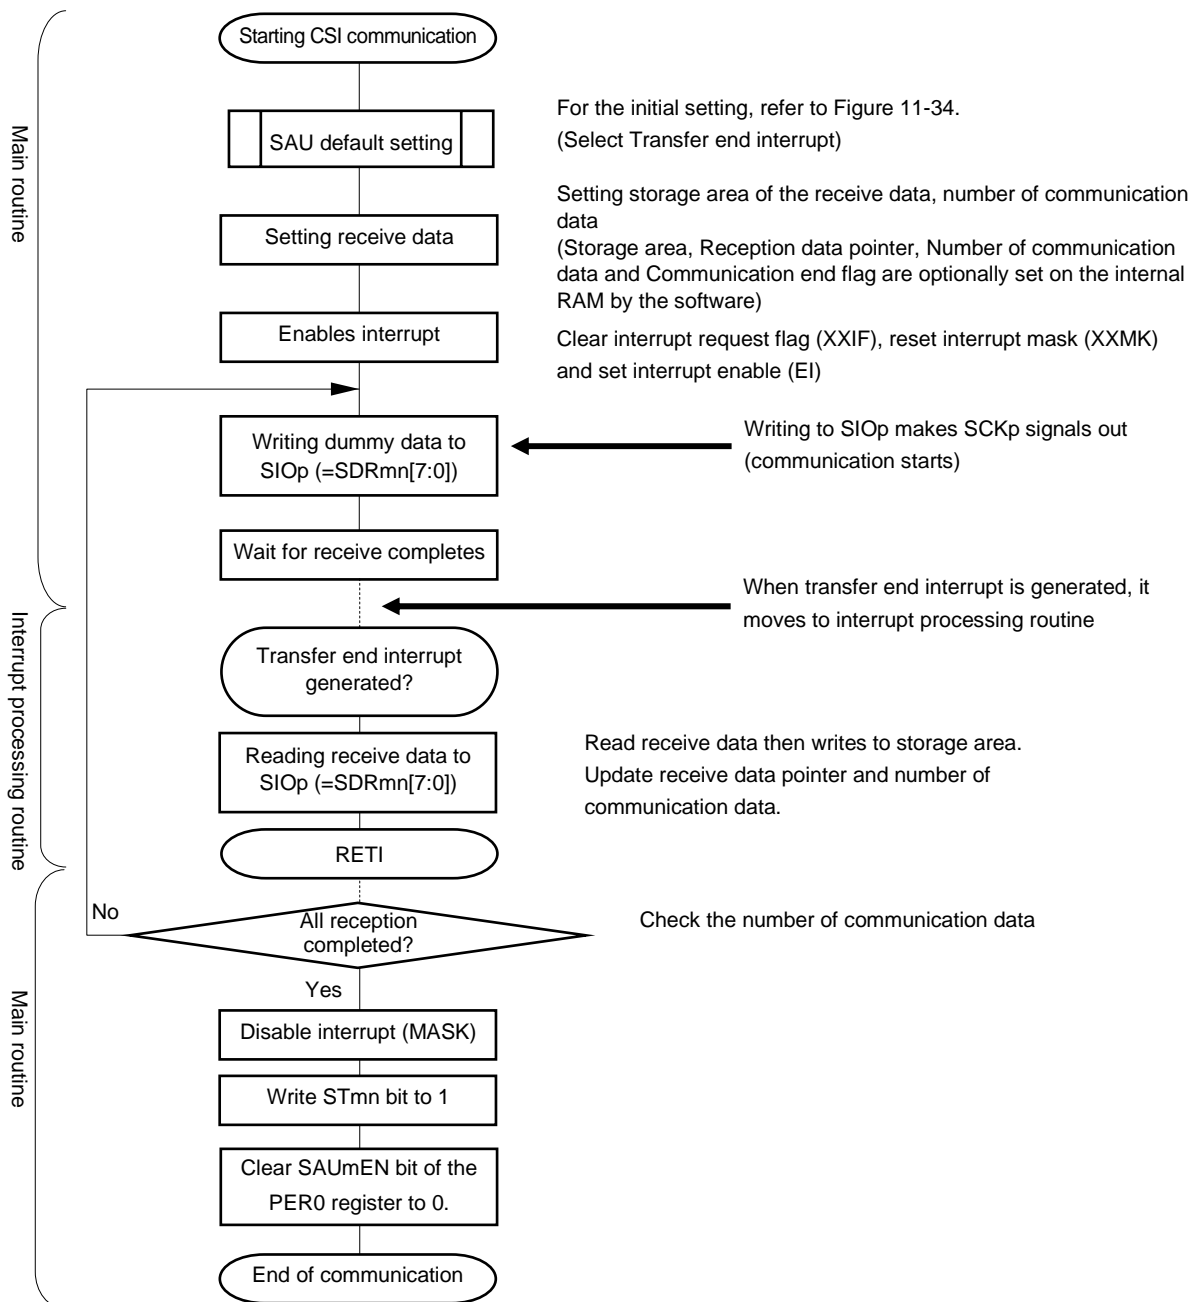 Starting CSI communication
Main routine
SAU default setting
For the initial setting, refer to Figure 11-34.
(Select Transfer end interrupt)
Setting receive data
Setting storage area of the receive data, number of communication
data
(Storage area, Reception data pointer, Number of communication
data and Communication end flag are optionally set on the internal
RAM by the software)
Enables interrupt
Clear interrupt request flag (XXIF), reset interrupt mask (XXMK)
and set interrupt enable (EI)
Writing dummy data to
SIOp (=SDRmn[7:0])
Writing to SIOp makes SCKp signals out
(communication starts)
Wait for receive completes
When transfer end interrupt is generated, it
moves to interrupt processing routine
Interrupt processing routine
Transfer end interrupt
generated?
Reading receive data to
SIOp (=SDRmn[7:0])
Read receive data then writes to storage area.
Update receive data pointer and number of
communication data.
RETI
Main routine
No
All reception
completed?
Check the number of communication data
Yes
Disable interrupt (MASK)
Write STmn bit to 1
Clear SAUmEN bit of the
PER0 register to 0.
End of communication